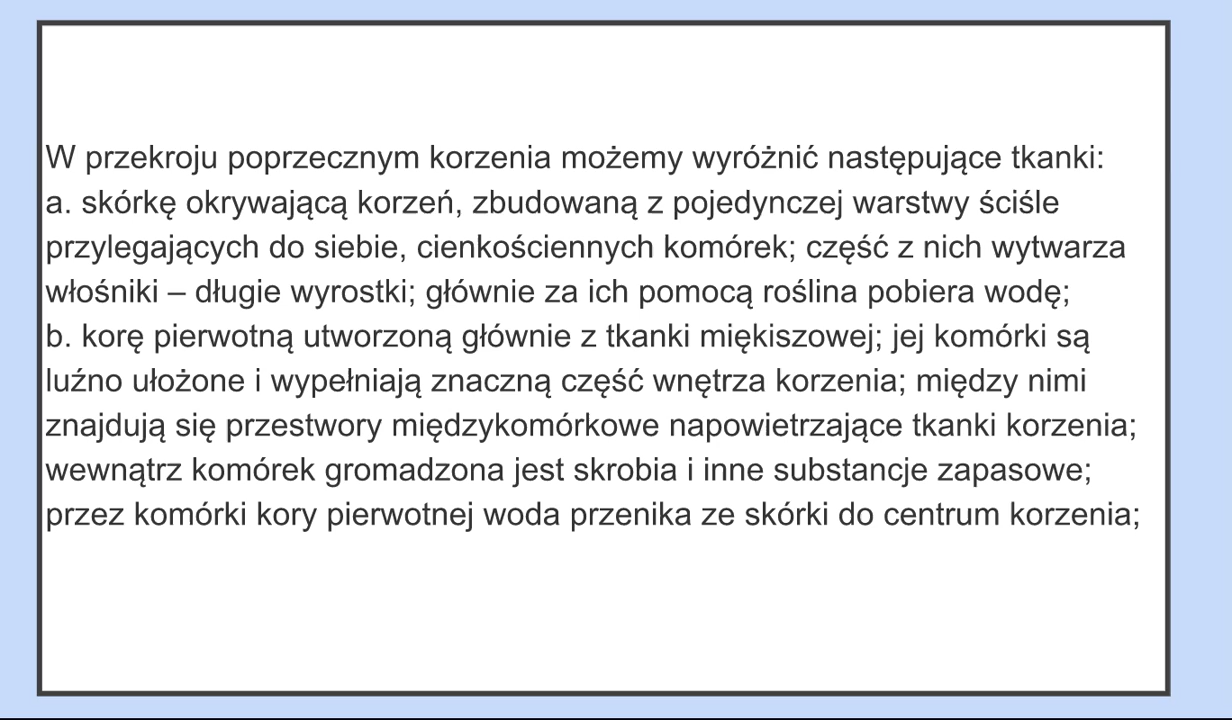 W przekroju poprzecznym korzenia możemy wyróżnić następujące tkanki:
a. skórkę okrywającą korzeń, zbudowaną z pojedynczej warstwy ściśle
przylegających do siebie, cienkościennych komórek; część z nich wytwarza
włośniki – długie wyrostki; głównie za ich pomocą roślina pobiera wodę;
b. korę pierwotną utworzoną głównie z tkanki miękiszowej; jej komórki są
luźno ułożone i wypełniają znaczną część wnętrza korzenia; między nimi
znajdują się przestwory międzykomórkowe napowietrzające tkanki korzenia;
wewnątrz komórek gromadzona jest skrobia i inne substancje zapasowe;
przez komórki kory pierwotnej woda przenika ze skórki do centrum korzenia;